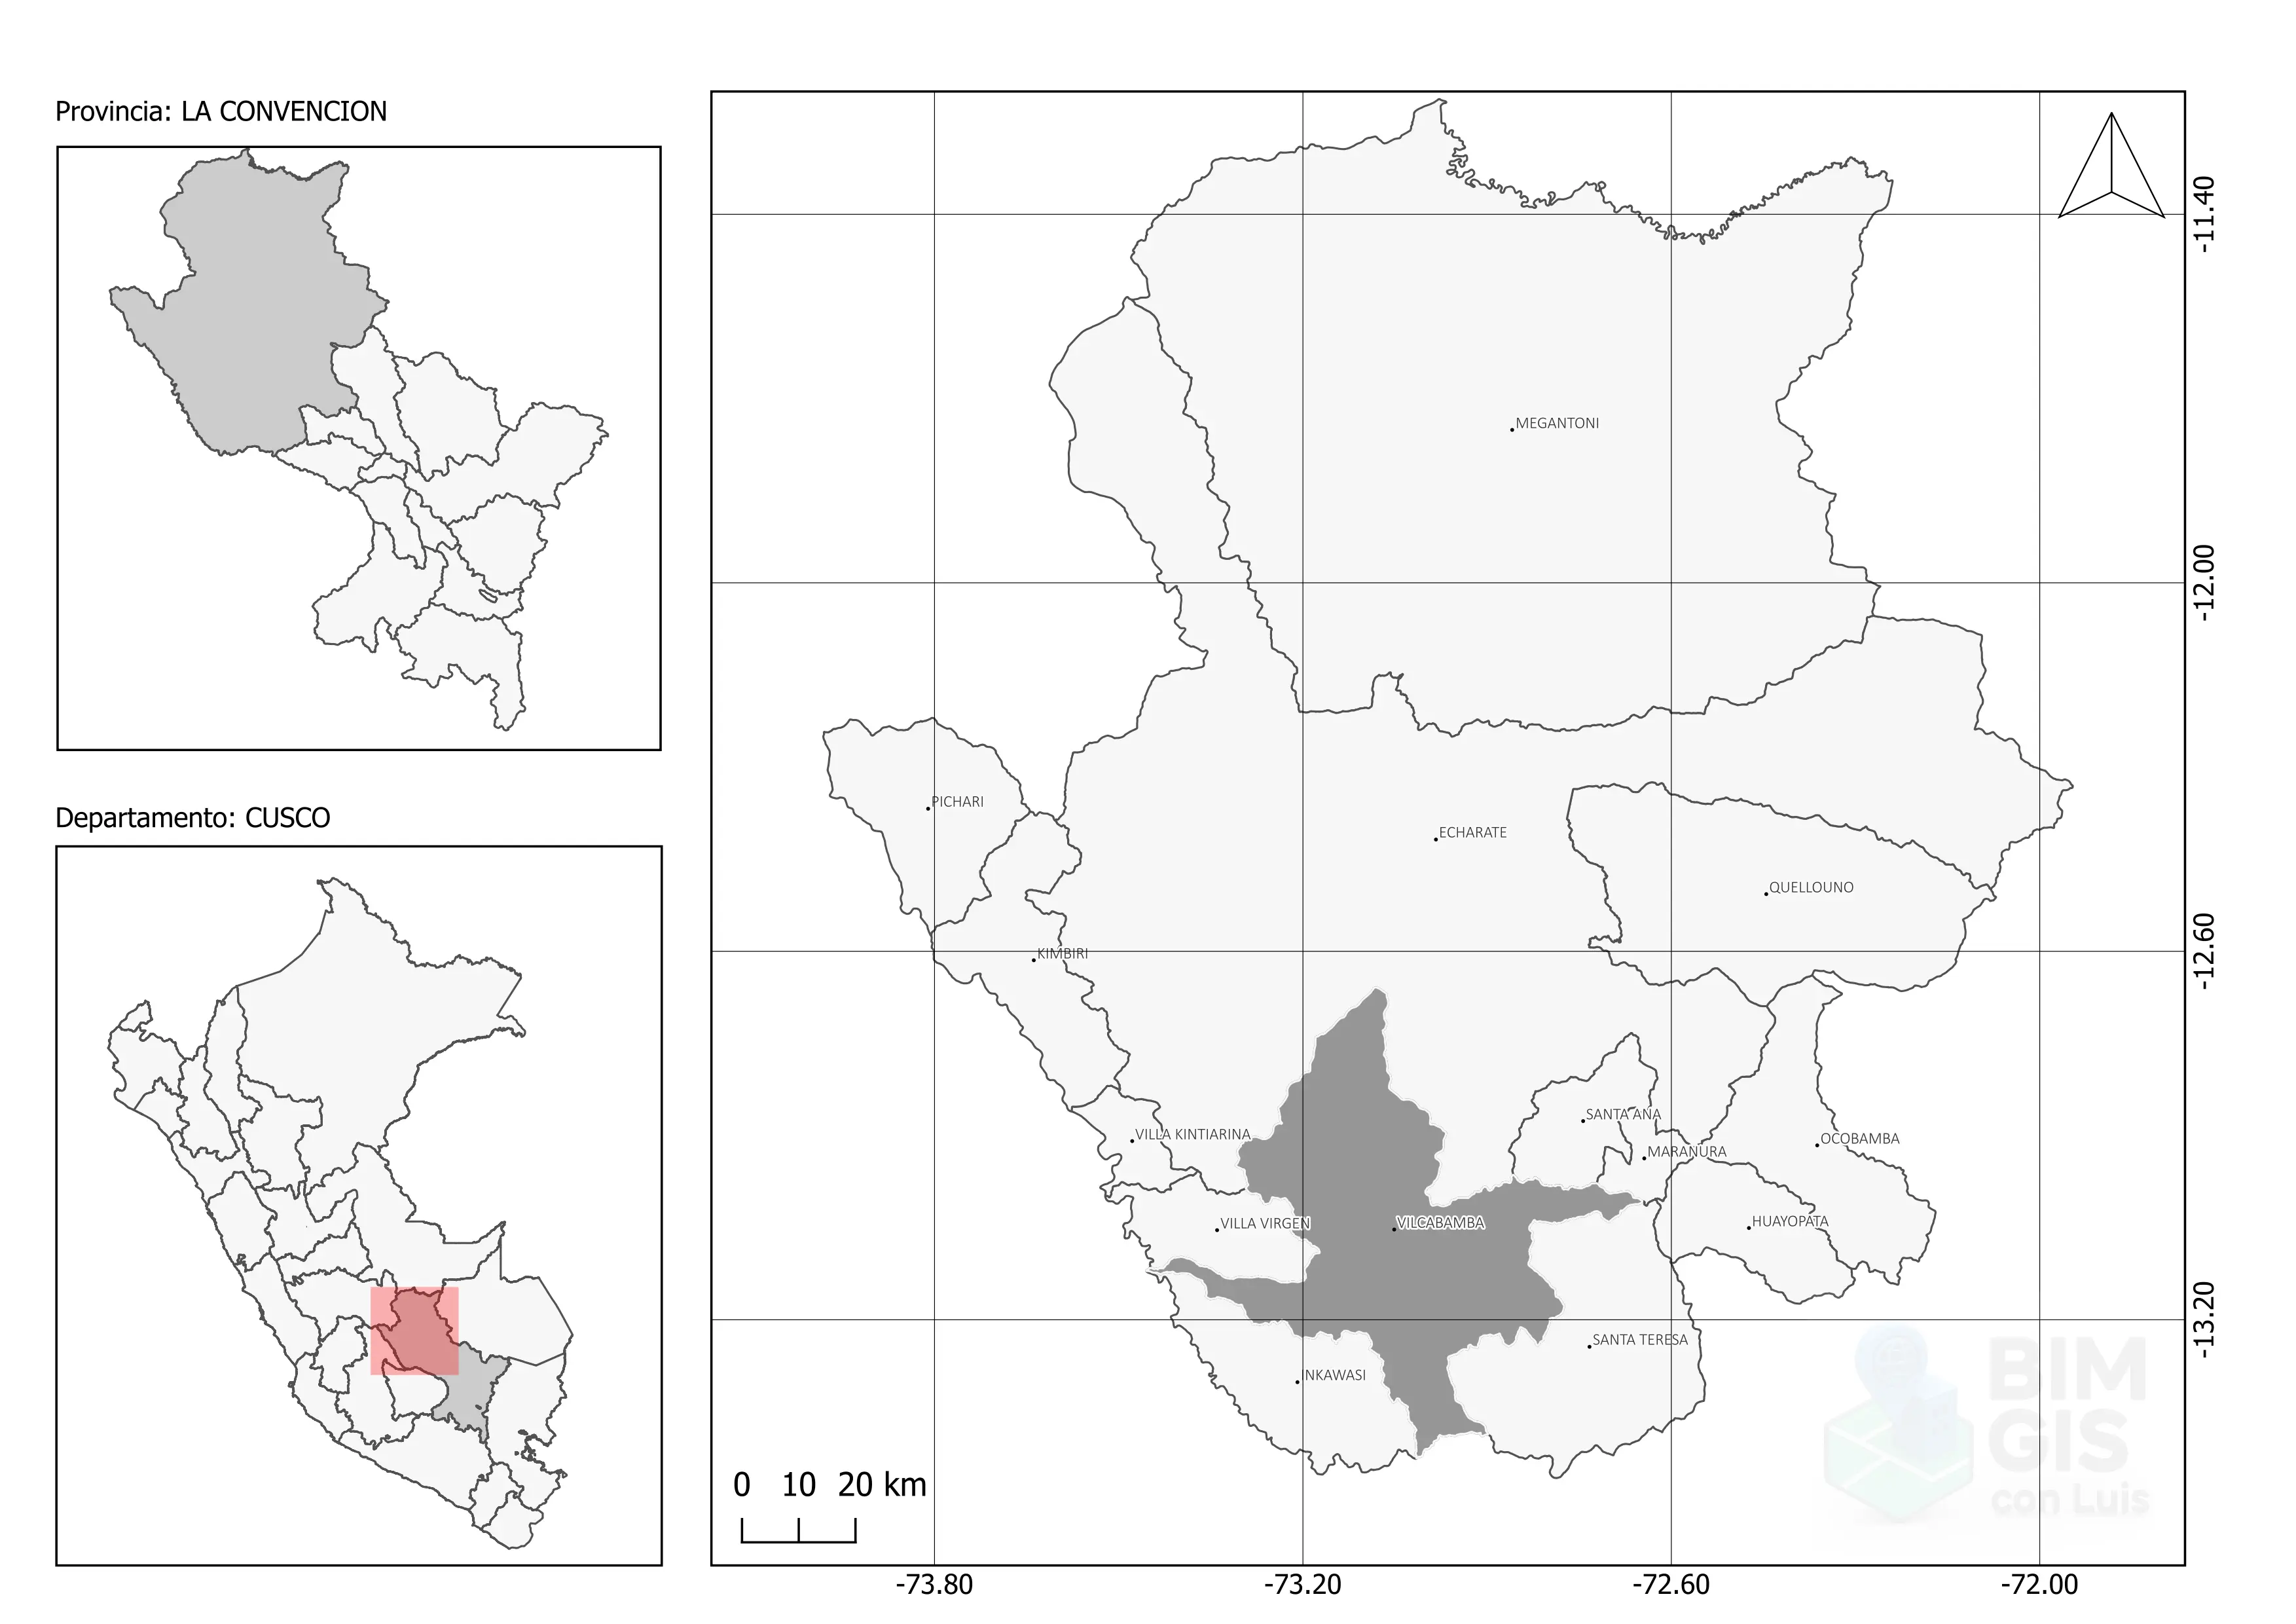 Provincia: LA CONVENCION
Departamento: CUSCO
MEGANTONI
PICHARI
ECHARATE
QUELLOUNO
KIMBIRI
SANTA ANA
VILLA KINTIARINA
OCOBAMBA
MARANURA
VILLA VIRGEN
VILCABAMBA
HUAYOPATA
SANTA TERESA
INKAWASI
-11.40
-12.00
-12.60
-13.20
0 10 20 km
BIM
GIS
con Luis
-73.80 -73.20 -72.60 -72.00